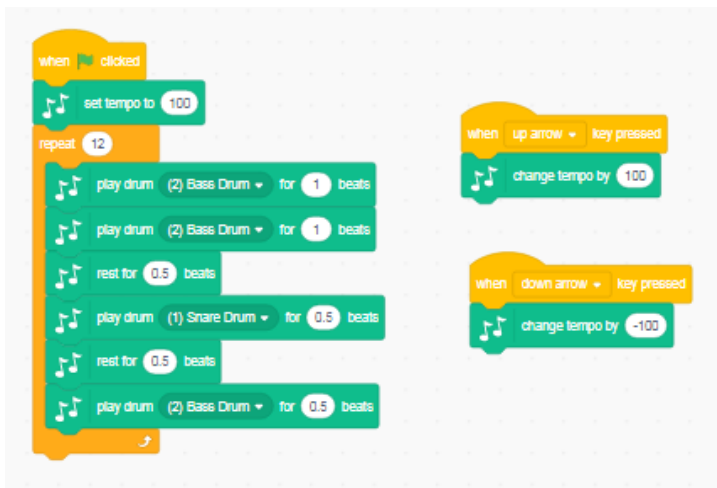 when clicked
set tempo to 100
repeat 12
play drum (2) Bass Drum for 1 beats
play drum (2) Bass Drum for 1 beats
rest for 0.5 beats
play drum (1) Snare Drum for 0.5 beats
rest for 0.5 beats
play drum (2) Bass Drum for 0.5 beats
when up arrow key pressed
change tempo by 100
when down arrow key pressed
change tempo by -100